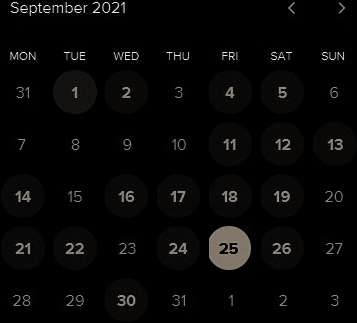 September 2021
MON TUE WED THU FRI SAT SUN
31 1 2 3 4 5 6
7 8 9 10 11 12 13
14 15 16 17 18 19 20
21 22 23 24 25 26 27
28 29 30 31 1 2 3